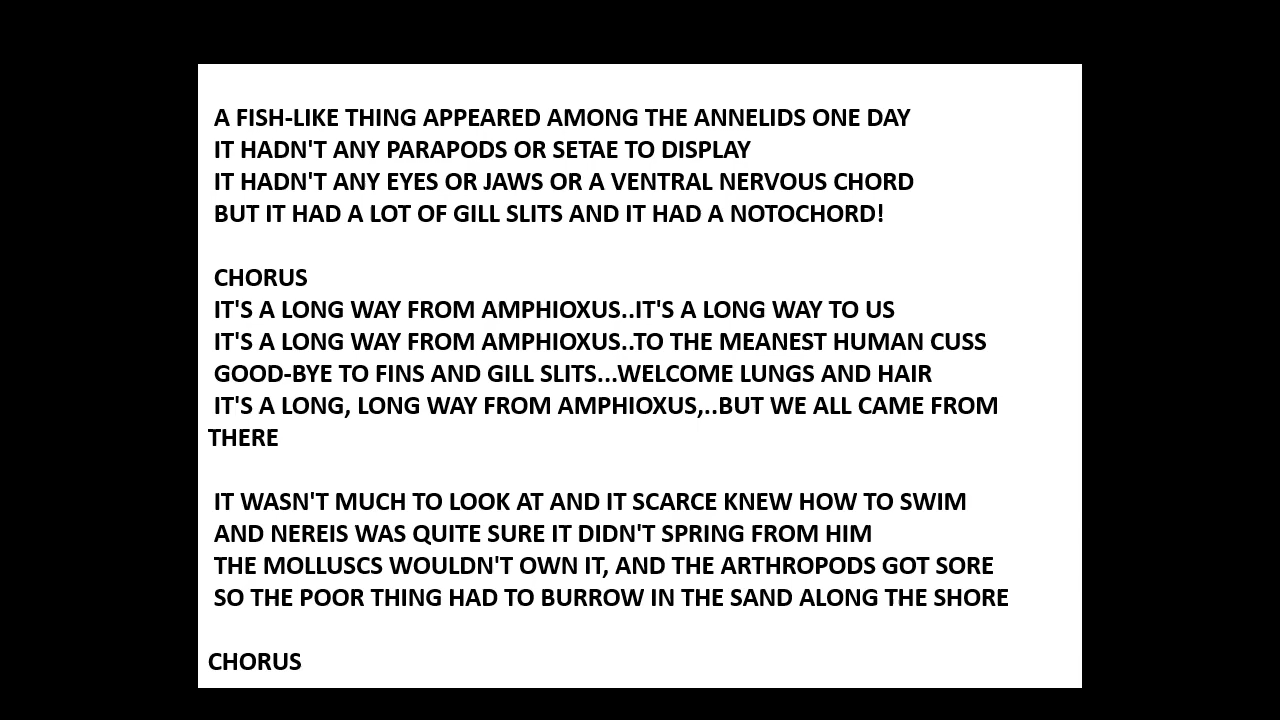 A FISH-LIKE THING APPEARED AMONG THE ANNELIDS ONE DAY
IT HADN'T ANY PARAPODS OR SETAE TO DISPLAY
IT HADN'T ANY EYES OR JAWS OR A VENTRAL NERVOUS CHORD
BUT IT HAD A LOT OF GILL SLITS AND IT HAD A NOTOCHORD!
CHORUS
IT'S A LONG WAY FROM AMPHIOXUS..IT'S A LONG WAY TO US
IT'S A LONG WAY FROM AMPHIOXUS..TO THE MEANEST HUMAN CUSS
GOOD-BYE TO FINS AND GILL SLITS...WELCOME LUNGS AND HAIR
IT'S A LONG, LONG WAY FROM AMPHIOXUS,..BUT WE ALL CAME FROM
THERE
IT WASN'T MUCH TO LOOK AT AND IT SCARCE KNEW HOW TO SWIM
AND NEREIS WAS QUITE SURE IT DIDN'T SPRING FROM HIM
THE MOLLUSCS WOULDN'T OWN IT, AND THE ARTHROPODS GOT SORE
SO THE POOR THING HAD TO BURROW IN THE SAND ALONG THE SHORE
CHORUS